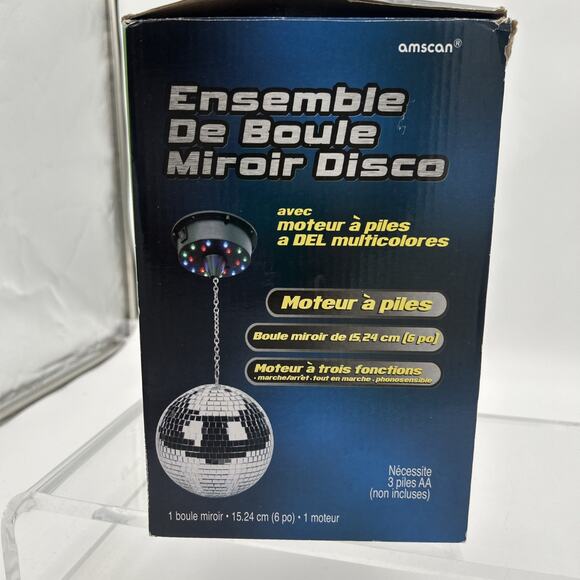 amscan®
Ensemble
De Boule
Miroir Disco
avec
moteur à piles
a DEL multicolores
Moteur à piles
Boule miroir de 15,24 cm (6 po)
Moteur à trois fonctions
• marche/arrêt • tout en marche • phonosensible
Nécessite
3 piles AA
(non incluses)
1 boule miroir • 15.24 cm (6 po) • 1 moteur